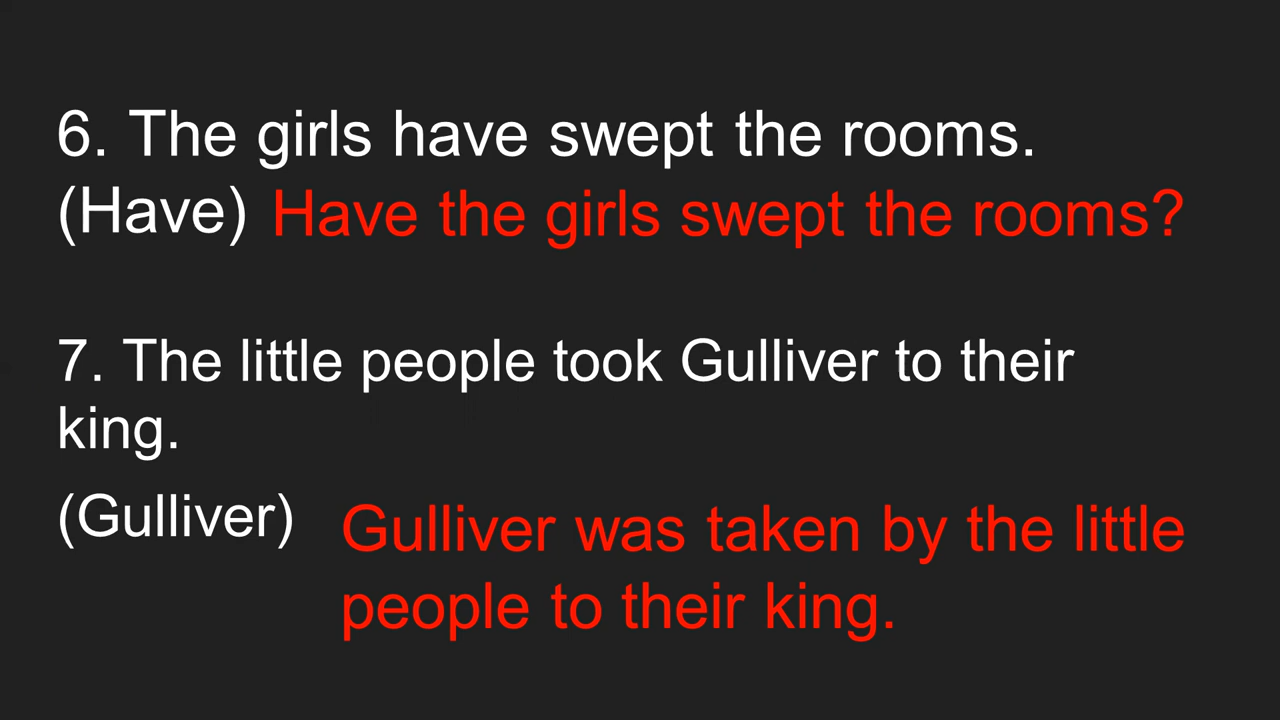 6. The girls have swept the rooms.
(Have) Have the girls swept the rooms?
7. The little people took Gulliver to their
king.
(Gulliver) Gulliver was taken by the little
people to their king.